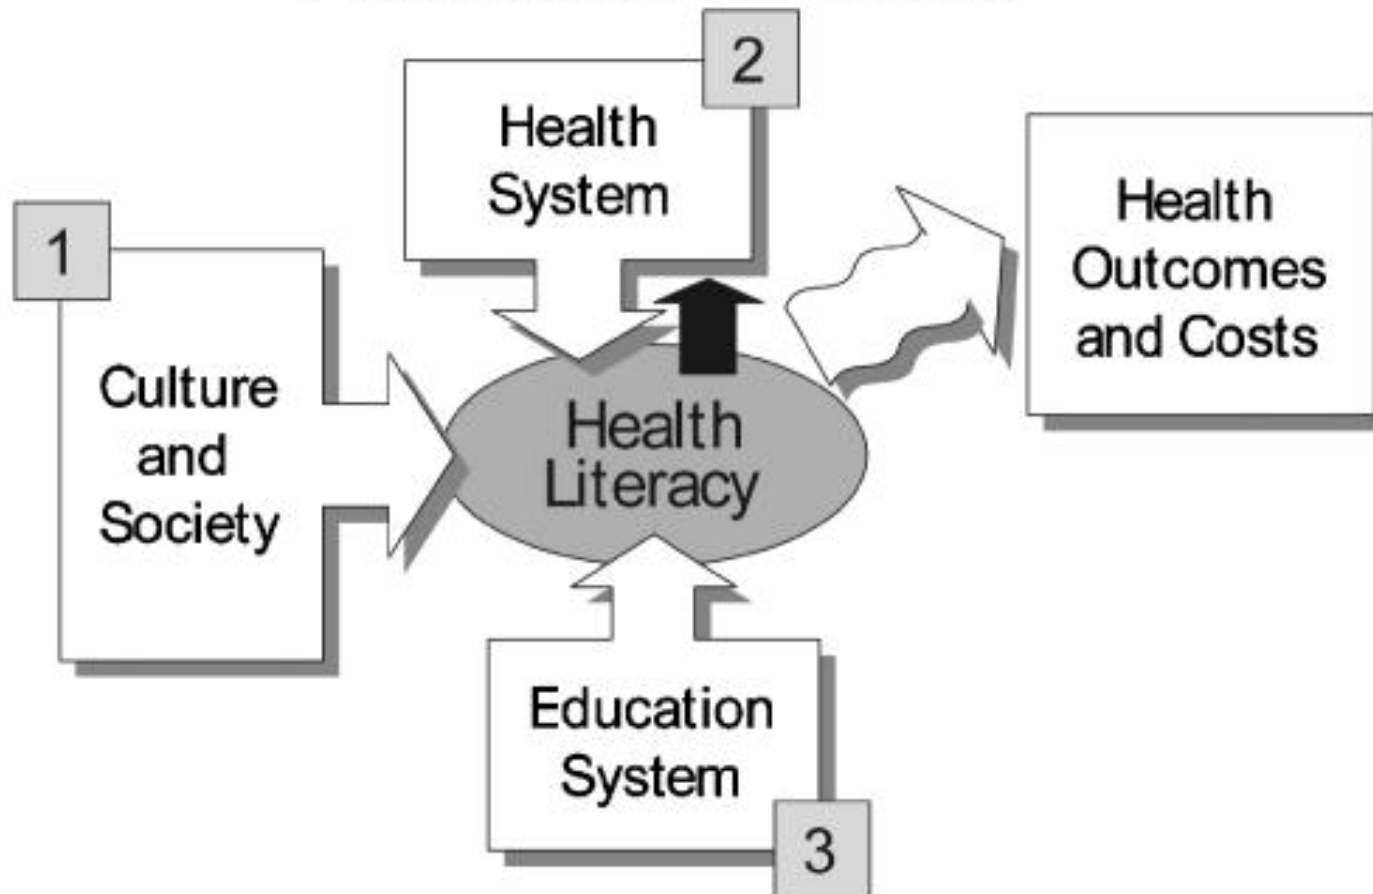 2
Health
System
1
Culture
and
Society
Health
Literacy
Health
Outcomes
and Costs
Education
System
3